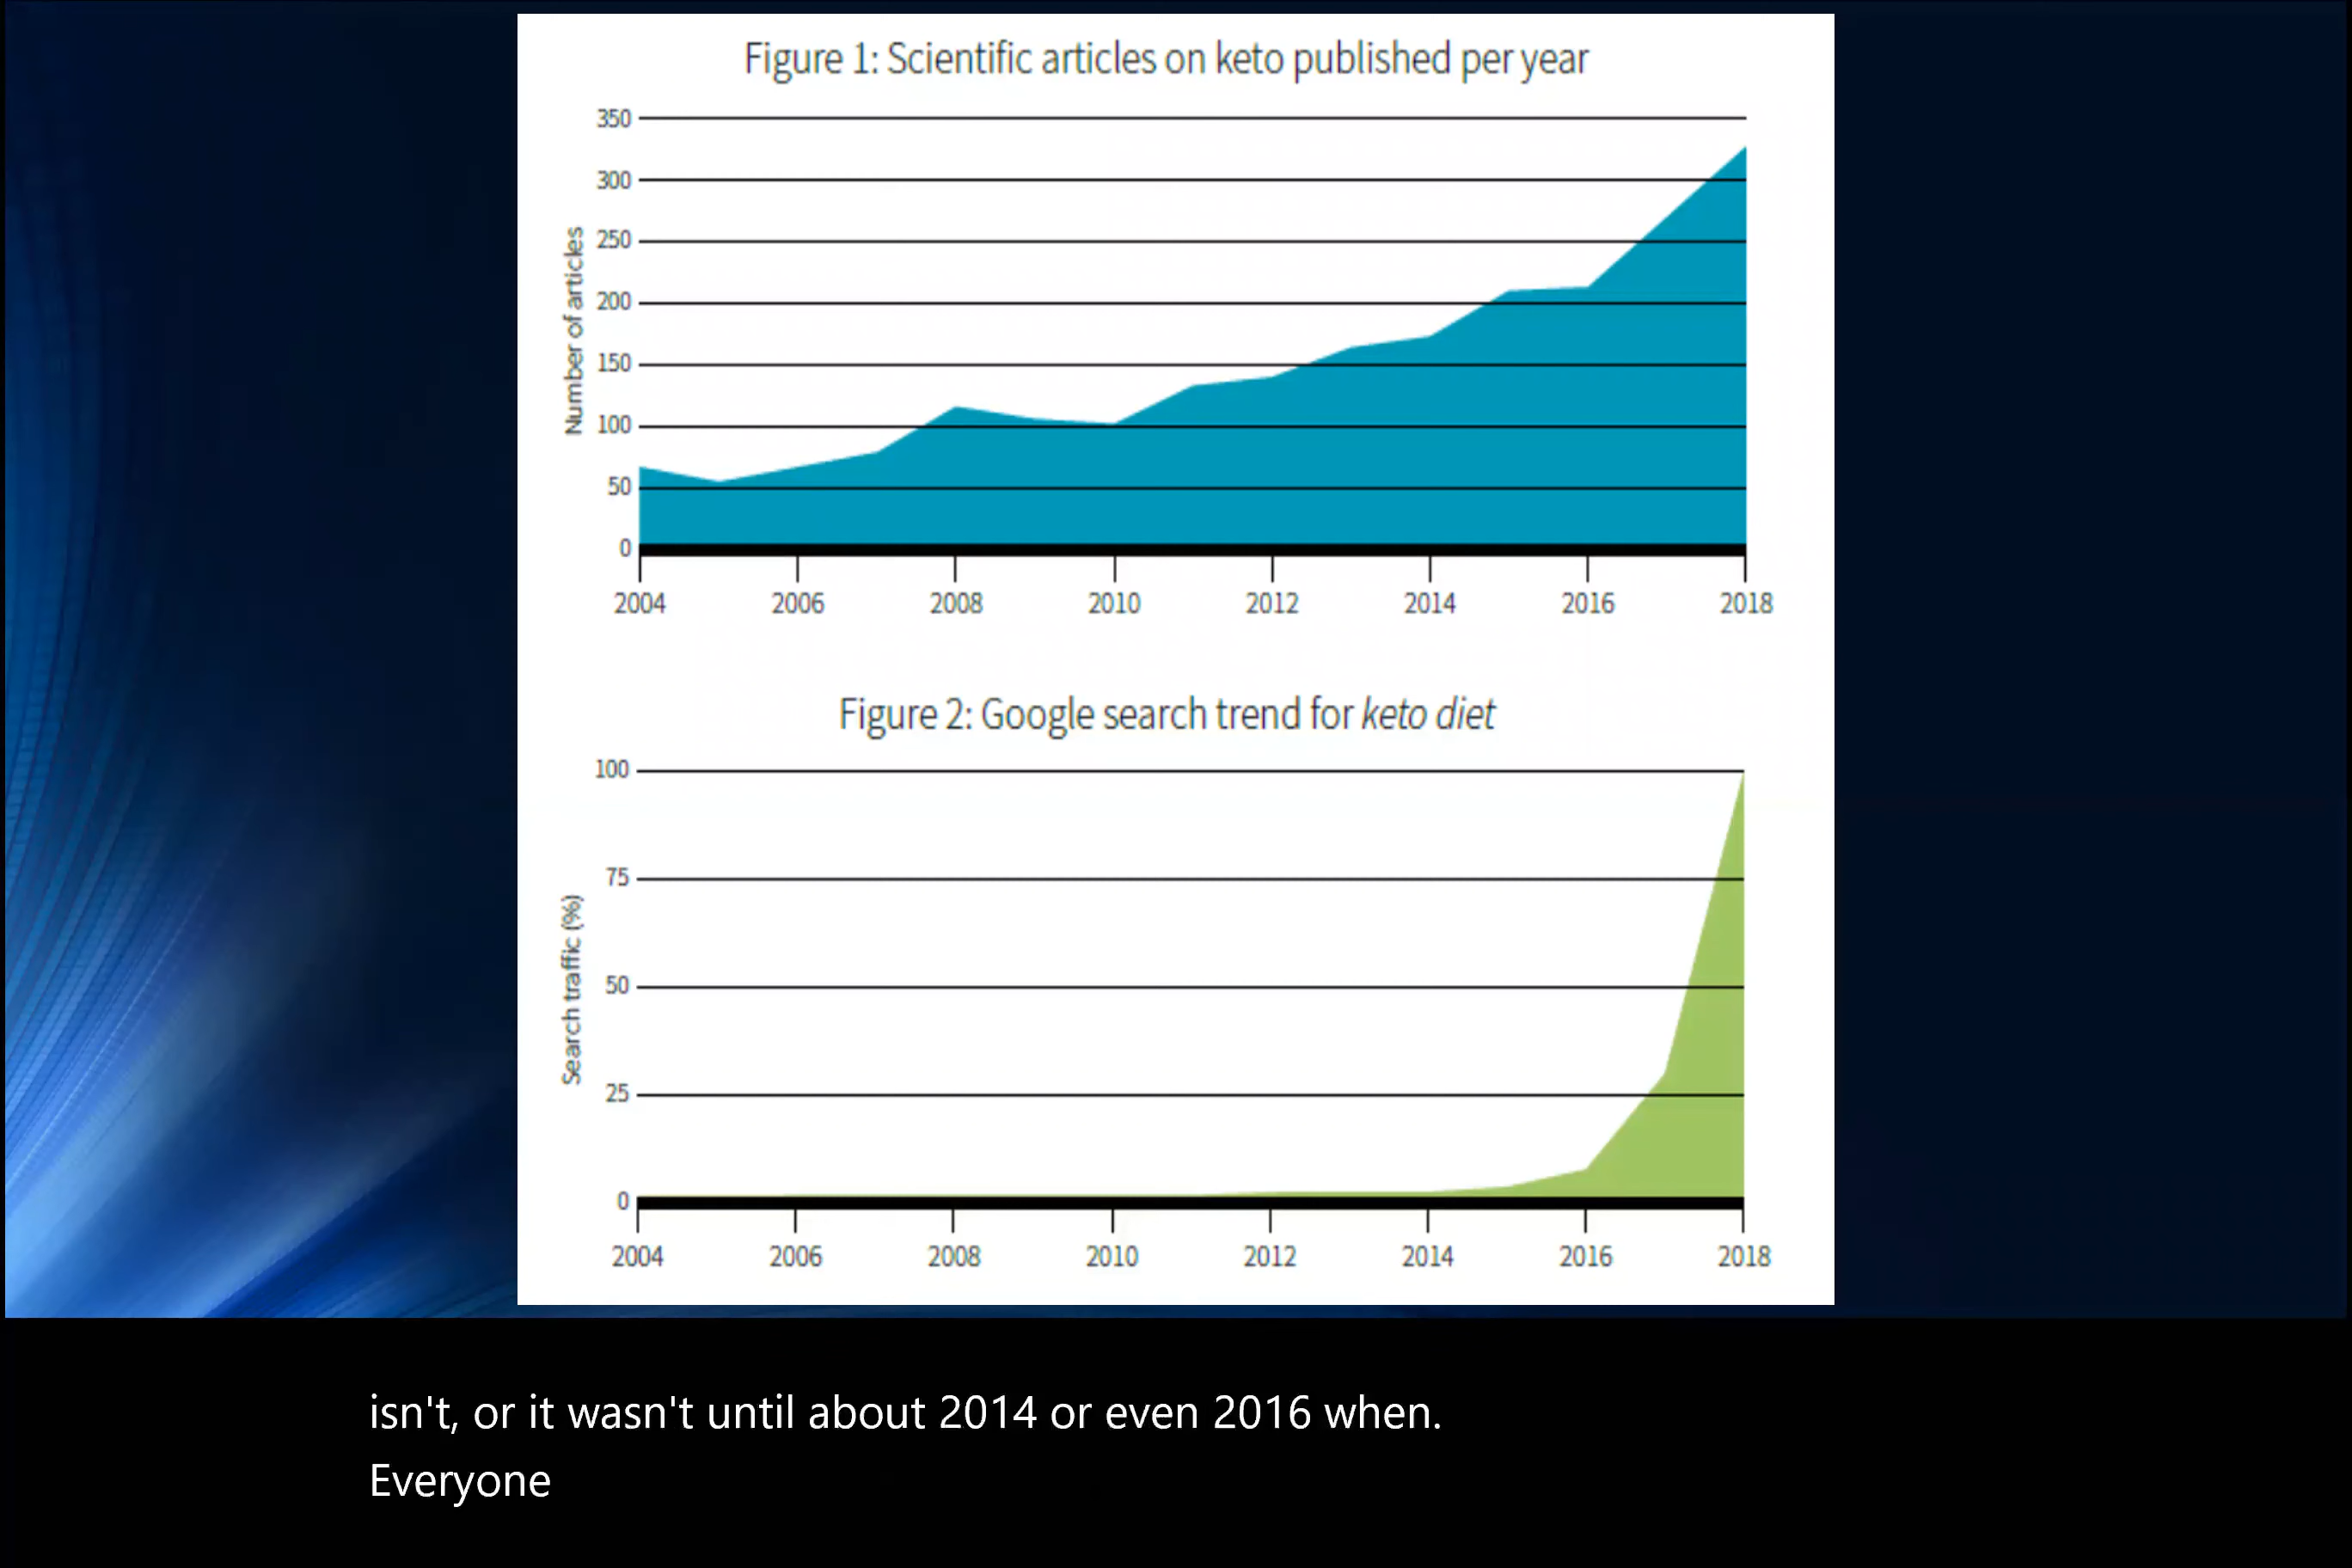 Figure 1: Scientific articles on keto published per year
350
300
250
200
150
100
50
0
Number of articles
2004 2006 2008 2010 2012 2014 2016 2018
Figure 2: Google search trend for keto diet
100
75
50
25
0
Search traffic (%)
2004 2006 2008 2010 2012 2014 2016 2018
isn't, or it wasn't until about 2014 or even 2016 when.
Everyone